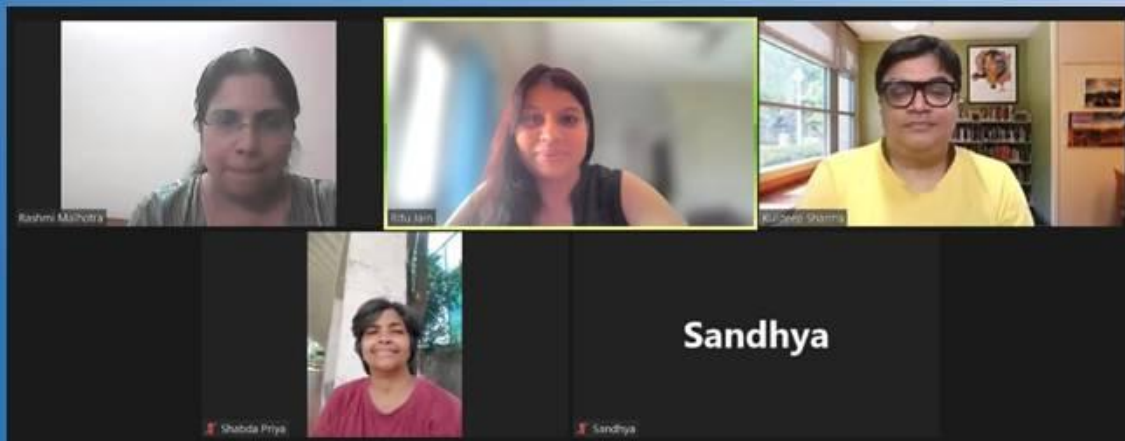 Rashmi Malhotra
Ritu Jain
Kuldeep Sharma
Sandhya
Shabda Priya
Sandhya